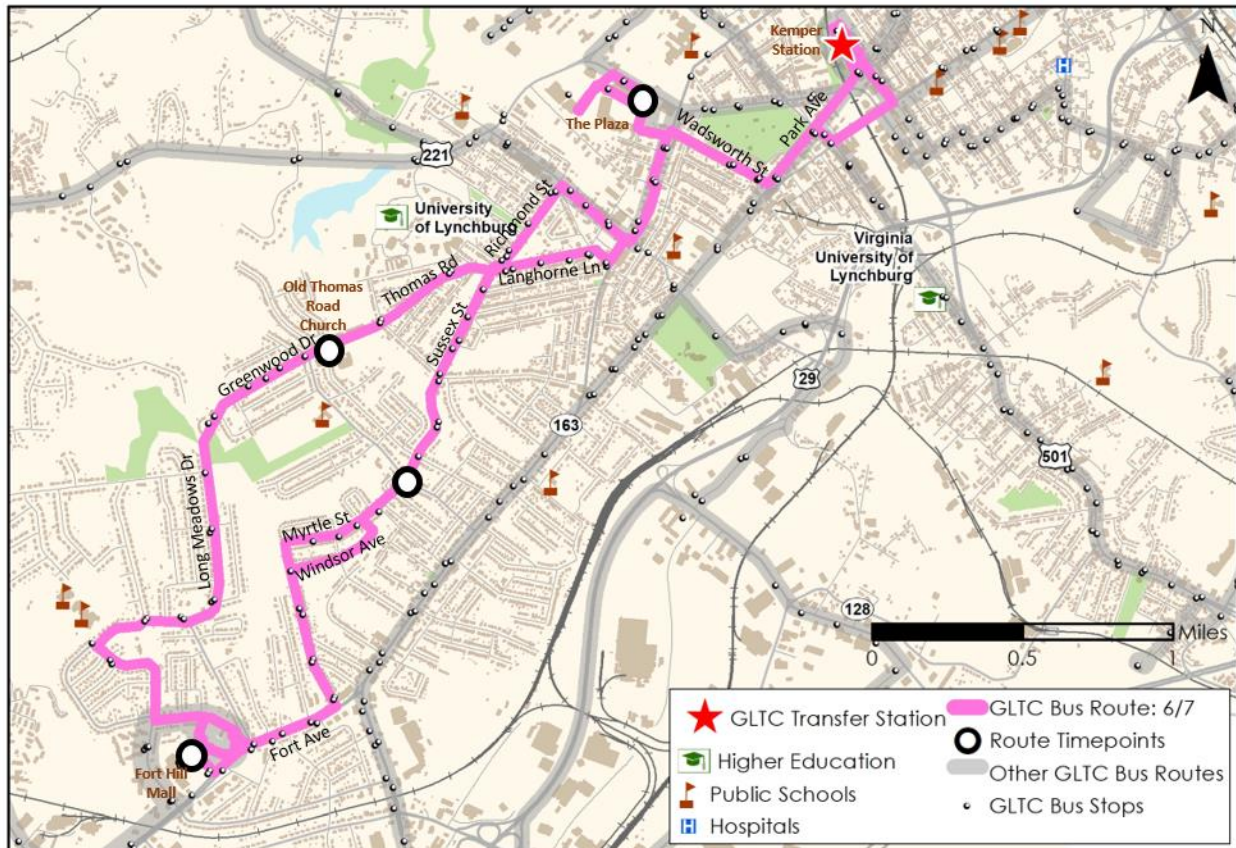 Kemper
Station
N
The Plaza
Wadsworth St
Park Ave
221
University
of Lynchburg
Richmond St
Virginia
University of
Lynchburg
Thomas Rd
Langhorne Ln
Old Thomas
Road
Church
Sussex St
Greenwood Dr
29
163
501
Long Meadows Dr
Myrtle St
Windsor Ave
128
Miles
0
0.5
1
Fort Ave
Fort Hill
Mall
GLTC Transfer Station
Higher Education
Public Schools
H Hospitals
GLTC Bus Route: 6/7
Route Timepoints
Other GLTC Bus Routes
GLTC Bus Stops
H